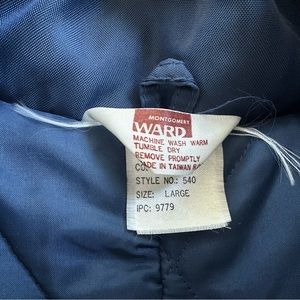 MONTGOMERY
WARD
MACHINE WASH WARM
TUMBLE DRY
REMOVE PROMPTLY
MADE IN TAIWAN
STYLE NO.: 540
SIZE: LARGE
IPC: 9779